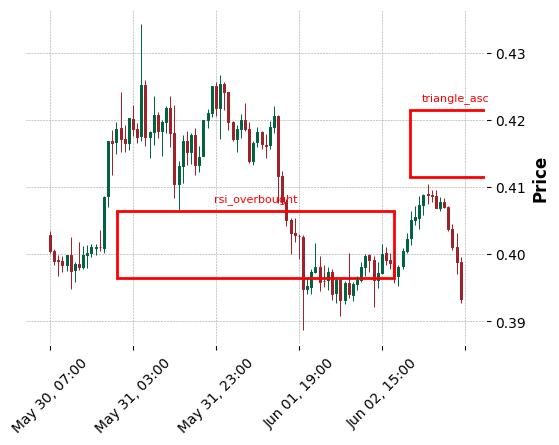 0.43
triangle_asc
0.42
0.41
rsi_overbought
0.40
0.39
Price
May 30, 07:00
May 31, 03:00
May 31, 23:00
Jun 01, 19:00
Jun 02, 15:00